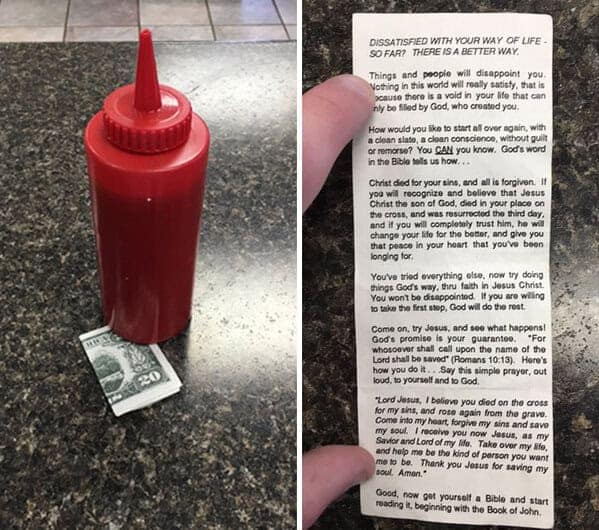 20
DISSATISFIED WITH YOUR WAY OF LIFE -
SO FAR? THERE IS A BETTER WAY.
Things and people will disappoint you.
Nothing in this world will really satisfy, that is
because there is a void in your life that can
only be filled by God, who created you.
How would you like to start all over again, with
a clean slate, a clean conscience, without guilt
or remorse? You CAN you know. God's word
in the Bible tells us how. . .
Christ died for your sins, and all is forgiven. If
you will recognize and believe that Jesus
Christ the son of God, died in your place on
the cross, and was resurrected the third day,
and if you will completely trust him, he will
change your life for the better, and give you
that peace in your heart that you've been
longing for.
You've tried everything else, now try doing
things God's way, thru faith in Jesus Christ.
You won't be disappointed. If you are willing
to take the first step, God will do the rest.
Come on, try Jesus, and see what happens!
God's promise is your guarantee. "For
whosoever shall call upon the name of the
Lord shall be saved" (Romans 10:13). Here's
how you do it . . .Say this simple prayer, out
loud, to yourself and to God.
"Lord Jesus, I believe you died on the cross
for my sins, and rose again from the grave.
Come into my heart, forgive my sins and save
my soul. I receive you now Jesus, as my
Savior and Lord of my life. Take over my life,
and help me be the kind of person you want
me to be. Thank you Jesus for saving my
soul. Amen."
Good, now get yourself a Bible and start
reading it, beginning with the Book of John.